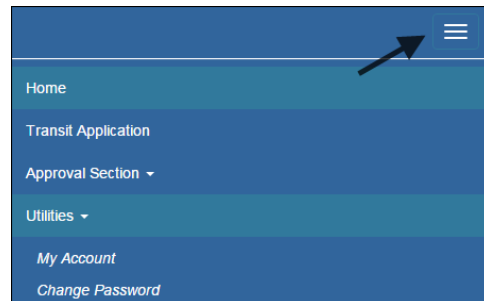 Home
Transit Application
Approval Section
Utilities
My Account
Change Password